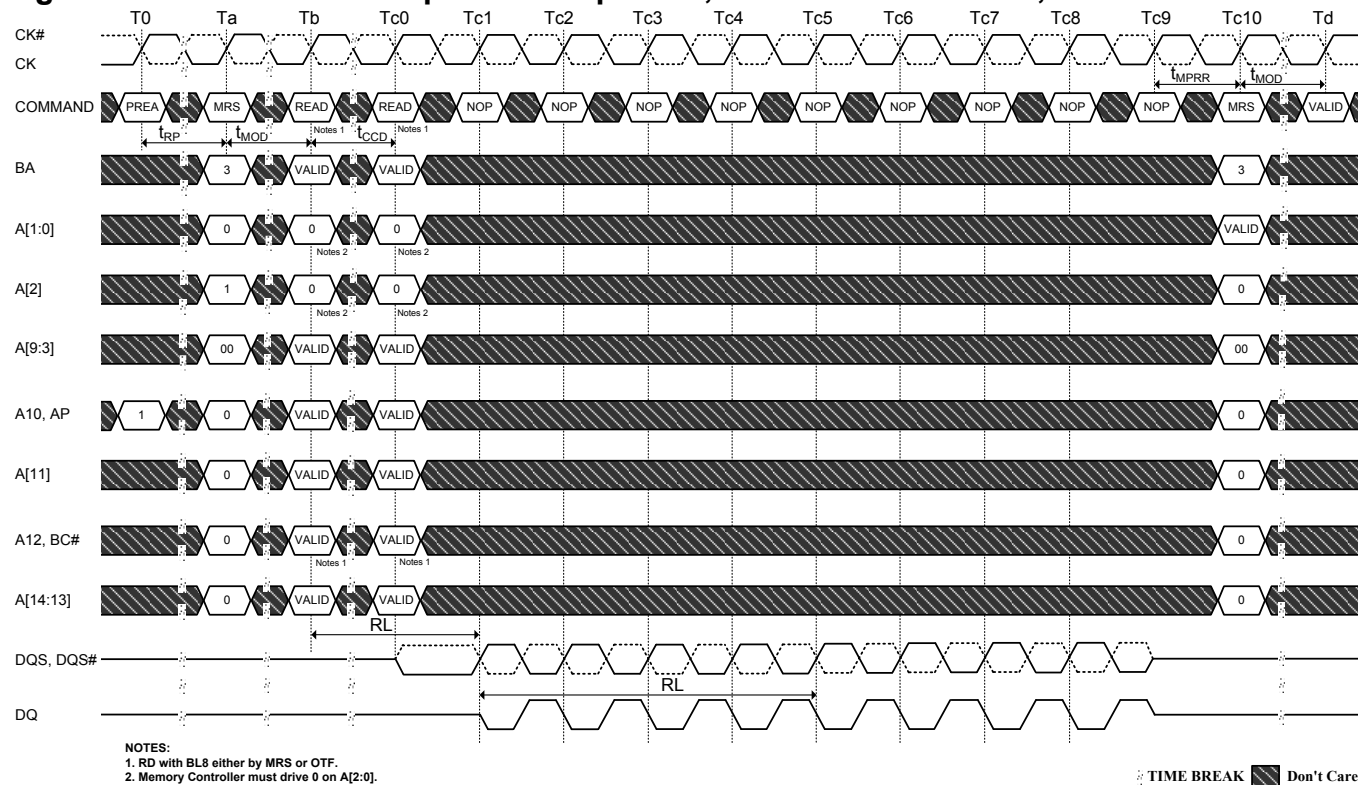 T0 Ta Tb Tc0 Tc1 Tc2 Tc3 Tc4 Tc5 Tc6 Tc7 Tc8 Tc9 Tc10 Td
CK#
CK
tMPRR tMOD
COMMAND PREA MRS READ READ NOP NOP NOP NOP NOP NOP NOP NOP NOP MRS VALID
Notes 1 Notes 1
tRP tMOD tCCD
BA 3 VALID VALID 3
A[1:0] 0 0 0 VALID
Notes 2 Notes 2
A[2] 1 0 0 0
Notes 2 Notes 2
A[9:3] 00 VALID VALID 00
A10, AP 1 0 VALID VALID 0
A[11] 0 VALID VALID 0
A12, BC# 0 VALID VALID 0
Notes 1 Notes 1
A[14:13] 0 VALID VALID 0
RL
DQS, DQS#
RL
DQ
NOTES:
1. RD with BL8 either by MRS or OTF.
2. Memory Controller must drive 0 on A[2:0].
TIME BREAK Don't Care